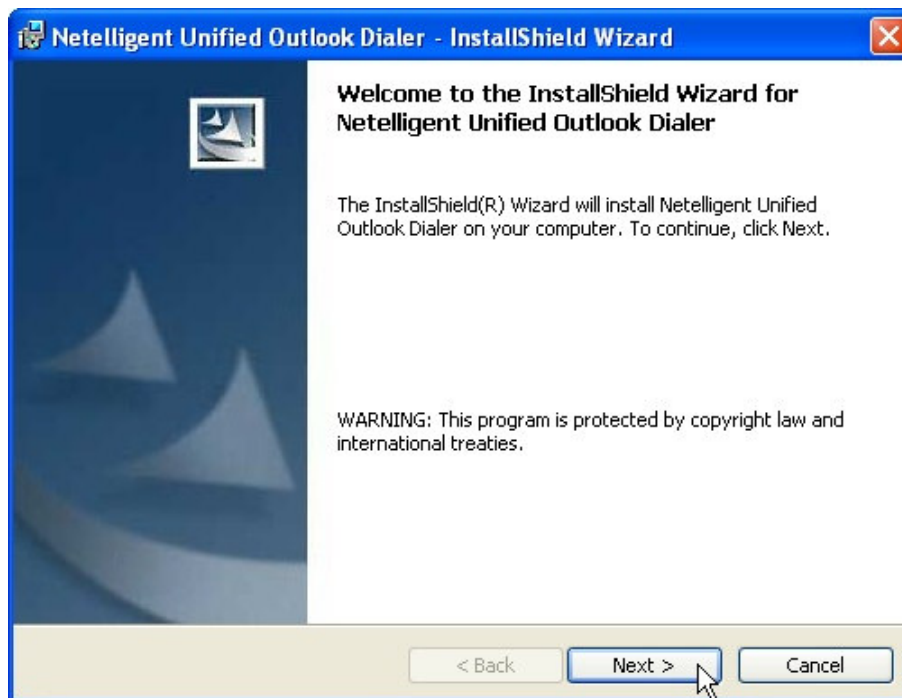 Netelligent Unified Outlook Dialer - InstallShield Wizard
Welcome to the InstallShield Wizard for
Netelligent Unified Outlook Dialer
The InstallShield(R) Wizard will install Netelligent Unified
Outlook Dialer on your computer. To continue, click Next.
WARNING: This program is protected by copyright law and
international treaties.
< Back
Next >
Cancel